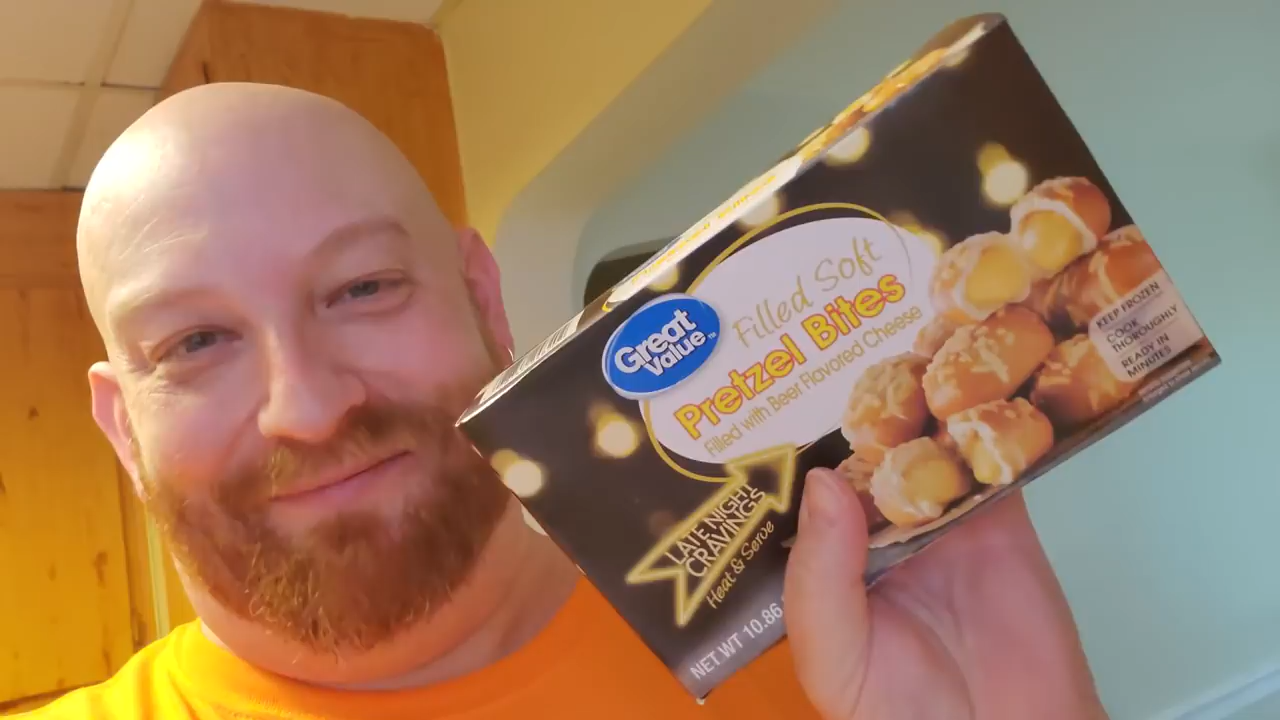 Great
Value™
Filled Soft
Pretzel Bites
Filled with Beer Flavored Cheese
KEEP FROZEN
COOK
THOROUGHLY
READY IN
MINUTES
LATE NIGHT
CRAVINGS
Heat & Serve
NET WT 10.86